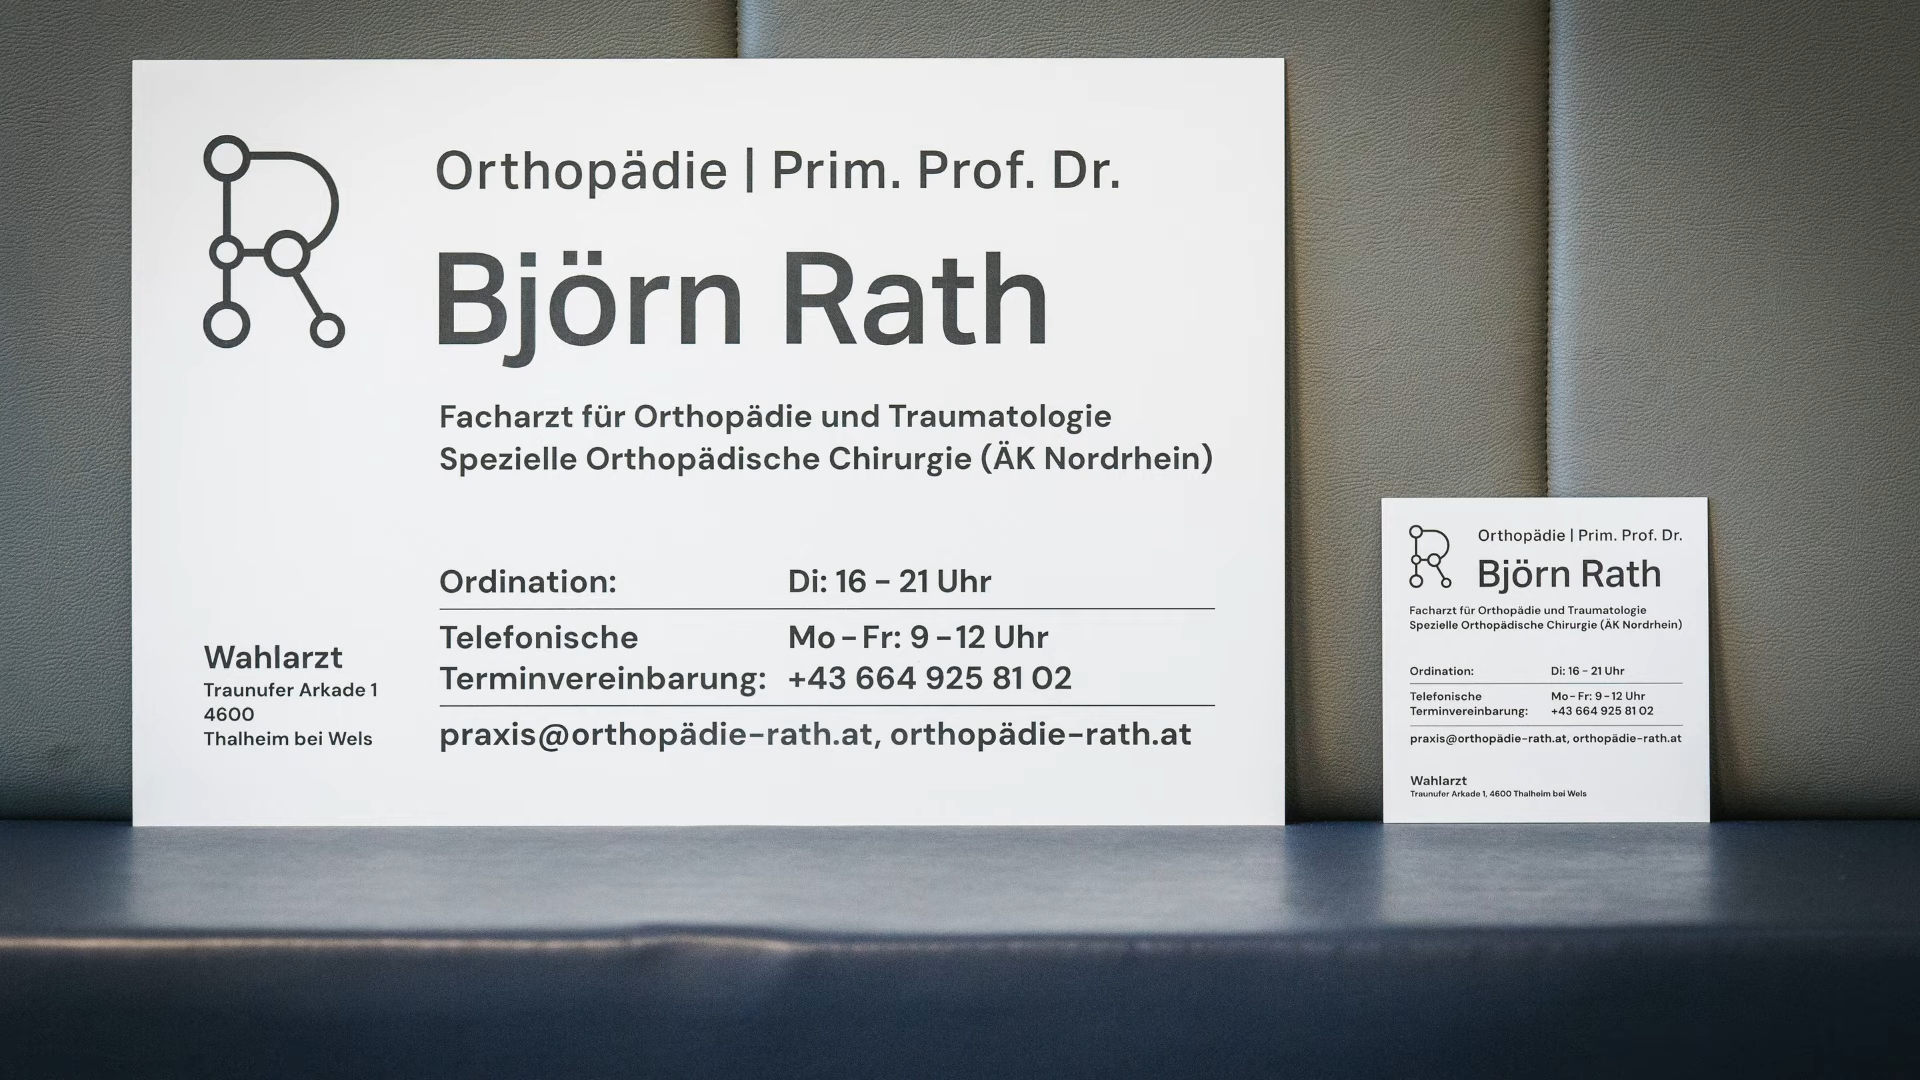 Orthopädie | Prim. Prof. Dr.
Björn Rath
Facharzt für Orthopädie und Traumatologie
Spezielle Orthopädische Chirurgie (ÄK Nordrhein)
Ordination: Di: 16 – 21 Uhr
Telefonische Mo – Fr: 9 – 12 Uhr
Terminvereinbarung: +43 664 925 81 02
praxis@orthopädie-rath.at, orthopädie-rath.at
Wahlarzt
Traunufer Arkade 1
4600
Thalheim bei Wels
Orthopädie | Prim. Prof. Dr.
Björn Rath
Facharzt für Orthopädie und Traumatologie
Spezielle Orthopädische Chirurgie (ÄK Nordrhein)
Ordination: Di: 16 – 21 Uhr
Telefonische Mo – Fr: 9 – 12 Uhr
Terminvereinbarung: +43 664 925 81 02
praxis@orthopädie-rath.at, orthopädie-rath.at
Wahlarzt
Traunufer Arkade 1, 4600 Thalheim bei Wels